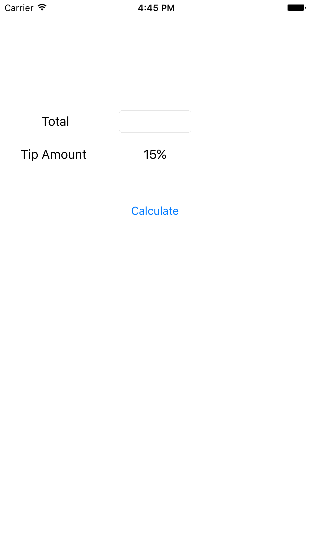 Carrier 4:45 PM
Total
Tip Amount 15%
Calculate